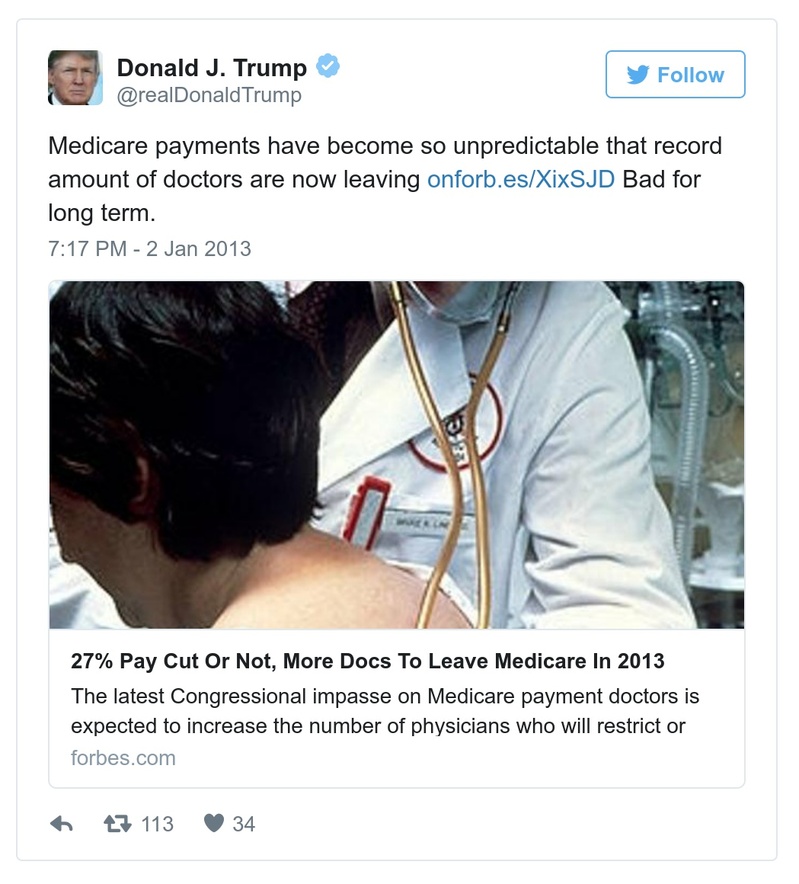 Donald J. Trump
@realDonaldTrump
Follow
Medicare payments have become so unpredictable that record
amount of doctors are now leaving onforb.es/XixSJD Bad for
long term.
7:17 PM - 2 Jan 2013
27% Pay Cut Or Not, More Docs To Leave Medicare In 2013
The latest Congressional impasse on Medicare payment doctors is
expected to increase the number of physicians who will restrict or
forbes.com
113
34